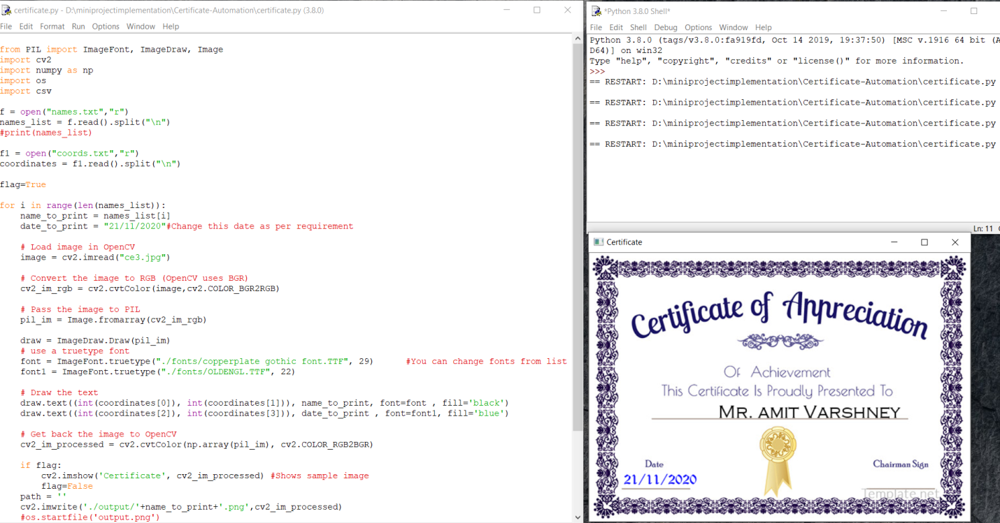 certificate.py - D:\miniprojectimplementation\Certificate-Automation\certificate.py (3.8.0)
File Edit Format Run Options Window Help
from PIL import ImageFont, ImageDraw, Image
import cv2
import numpy as np
import os
import csv
f = open("names.txt","r")
names_list = f.read().split("\n")
#print(names_list)
f1 = open("coords.txt","r")
coordinates = f1.read().split("\n")
flag=True
for i in range(len(names_list)):
    name_to_print = names_list[i]
    date_to_print = "21/11/2020"#Change this date as per requirement
    # Load image in OpenCV
    image = cv2.imread("ce3.jpg")
    # Convert the image to RGB (OpenCV uses BGR)
    cv2_im_rgb = cv2.cvtColor(image,cv2.COLOR_BGR2RGB)
    # Pass the image to PIL
    pil_im = Image.fromarray(cv2_im_rgb)
    draw = ImageDraw.Draw(pil_im)
    # use a truetype font
    font = ImageFont.truetype("./fonts/copperplate gothic font.TTF", 29)      #You can change fonts from list
    font1 = ImageFont.truetype("./fonts/OLDENGL.TTF", 22)
    # Draw the text
    draw.text((int(coordinates[0]), int(coordinates[1])), name_to_print, font=font , fill='black')
    draw.text((int(coordinates[2]), int(coordinates[3])), date_to_print , font=font1, fill='blue')
    # Get back the image to OpenCV
    cv2_im_processed = cv2.cvtColor(np.array(pil_im), cv2.COLOR_RGB2BGR)
    if flag:
        cv2.imshow('Certificate', cv2_im_processed) #Shows sample image
        flag=False
    path = ''
    cv2.imwrite('./output/'+name_to_print+'.png',cv2_im_processed)
    #os.startfile('output.png')
*Python 3.8.0 Shell*
File Edit Shell Debug Options Window Help
Python 3.8.0 (tags/v3.8.0:fa919fd, Oct 14 2019, 19:37:50) [MSC v.1916 64 bit (A
D64)] on win32
Type "help", "copyright", "credits" or "license()" for more information.
>>>
== RESTART: D:\miniprojectimplementation\Certificate-Automation\certificate.py
== RESTART: D:\miniprojectimplementation\Certificate-Automation\certificate.py
== RESTART: D:\miniprojectimplementation\Certificate-Automation\certificate.py
== RESTART: D:\miniprojectimplementation\Certificate-Automation\certificate.py
Ln: 11
Certificate
Certificate of Appreciation
Of Achievement
This Certificate Is Proudly Presented To
MR. AMIT VARSHNEY
Date
Chairman Sign
21/11/2020
Template.net